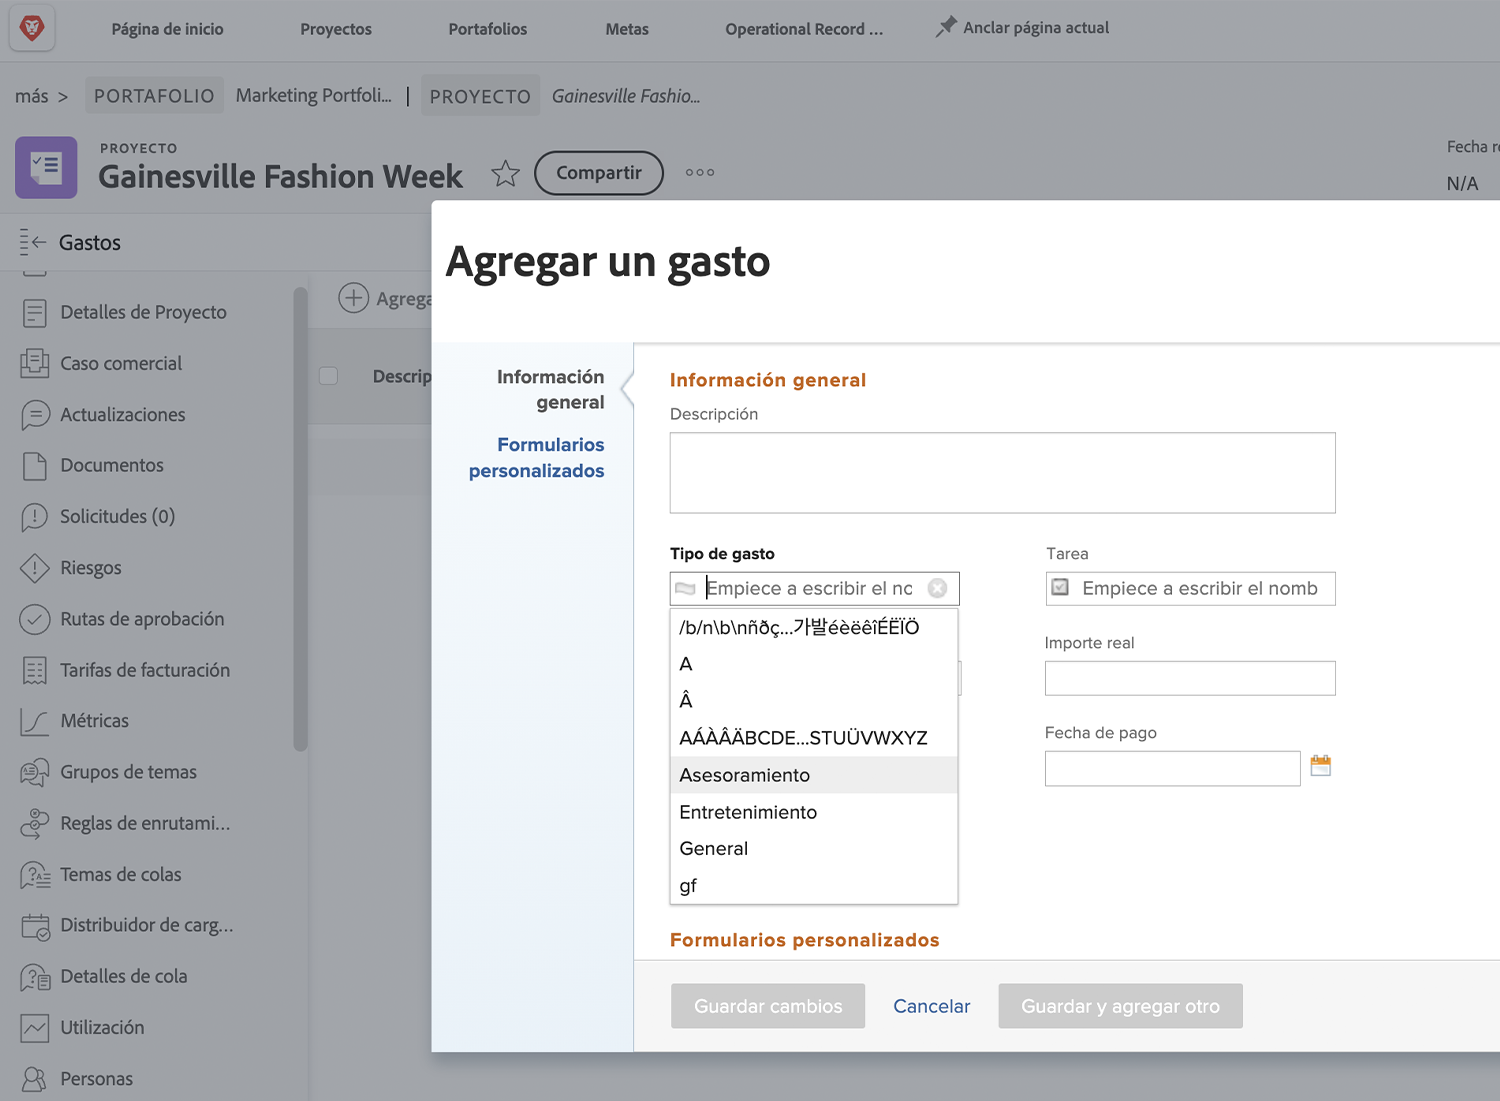 Página de inicio
Proyectos
Portafolios
Metas
Operational Record ...
Anclar página actual
más >
PORTAFOLIO
Marketing Portfoli... |
PROYECTO
Gainesville Fashio...
PROYECTO
Gainesville Fashion Week
Compartir
Fecha re
N/A
Gastos
Detalles de Proyecto
Caso comercial
Actualizaciones
Documentos
Solicitudes (0)
Riesgos
Rutas de aprobación
Tarifas de facturación
Métricas
Grupos de temas
Reglas de enrutami...
Temas de colas
Distribuidor de carg...
Detalles de cola
Utilización
Personas
Agrega
Descrip
Agregar un gasto
Información
general
Formularios
personalizados
Información general
Descripción
Tipo de gasto
Empiece a escribir el nc
/b/n\b\nñðç...가발éèëêîÉËÏÖ
A
Â
AÁÀÂÄBCDE...STUÜVWXYZ
Asesoramiento
Entretenimiento
General
gf
Tarea
Empiece a escribir el nomb
Importe real
Fecha de pago
Formularios personalizados
Guardar cambios
Cancelar
Guardar y agregar otro